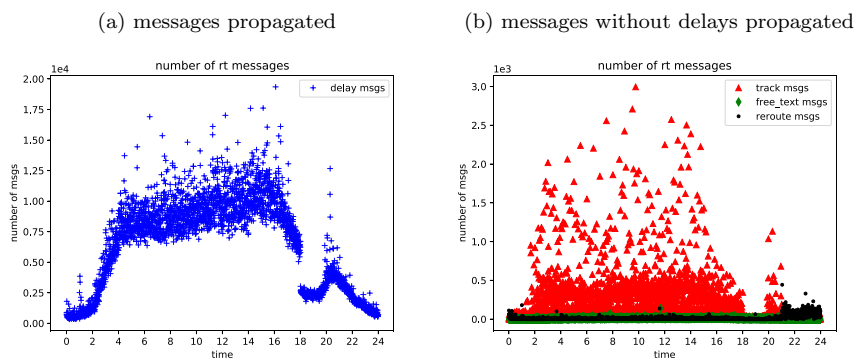 (a) messages propagated
(b) messages without delays propagated
number of rt messages
1e4
delay msgs
2.00
1.75
1.50
1.25
1.00
0.75
0.50
0.25
0.00
number of msgs
0 2 4 6 8 10 12 14 16 18 20 22 24
time
number of rt messages
1e3
track msgs
free_text msgs
reroute msgs
3.0
2.5
2.0
1.5
1.0
0.5
0.0
number of msgs
0 2 4 6 8 10 12 14 16 18 20 22 24
time